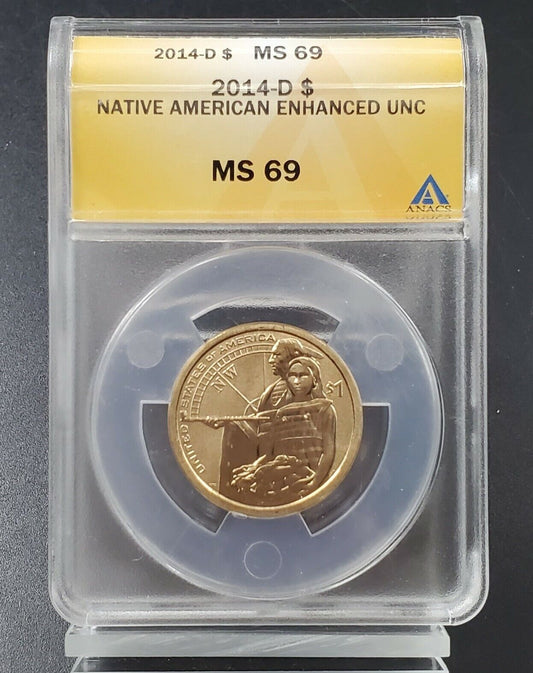 2014-D $ MS 69
2014-D $
NATIVE AMERICAN ENHANCED UNC
MS 69
ANACS
UNITED STATES OF AMERICA
NW
$1